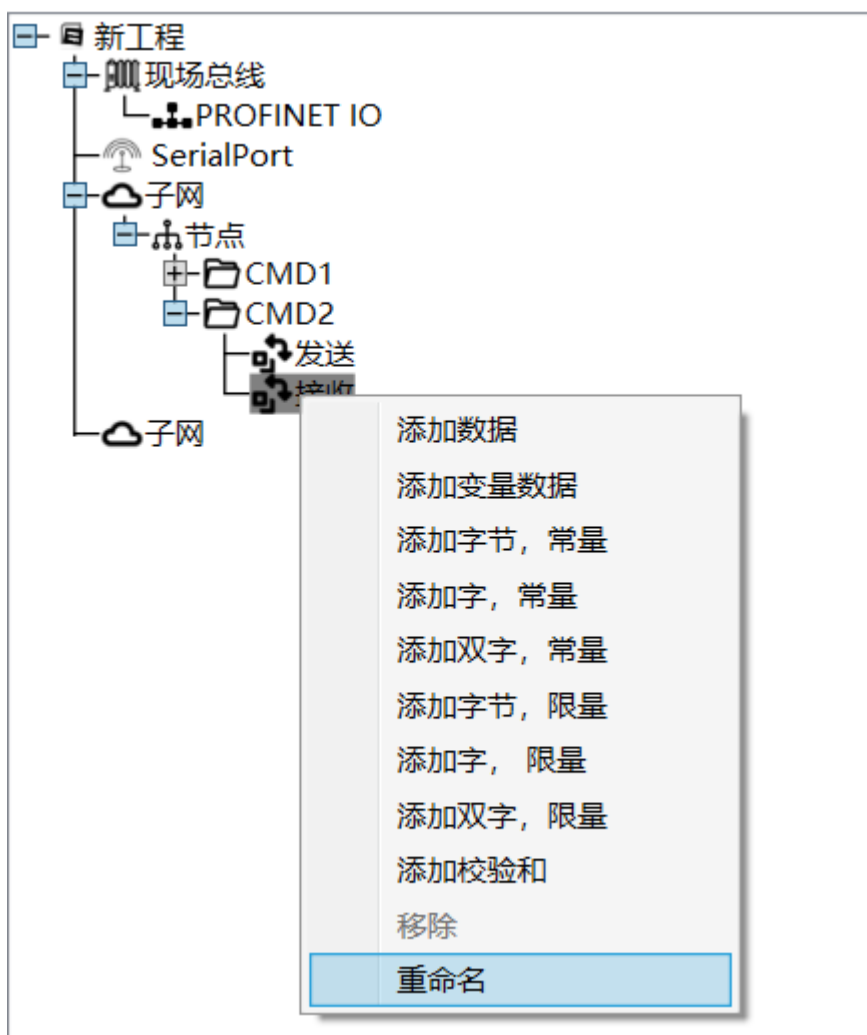 新工程
现场总线
PROFINET IO
SerialPort
子网
节点
CMD1
CMD2
发送
接收
子网
添加数据
添加变量数据
添加字节，常量
添加字，常量
添加双字，常量
添加字节，限量
添加字， 限量
添加双字，限量
添加校验和
移除
重命名